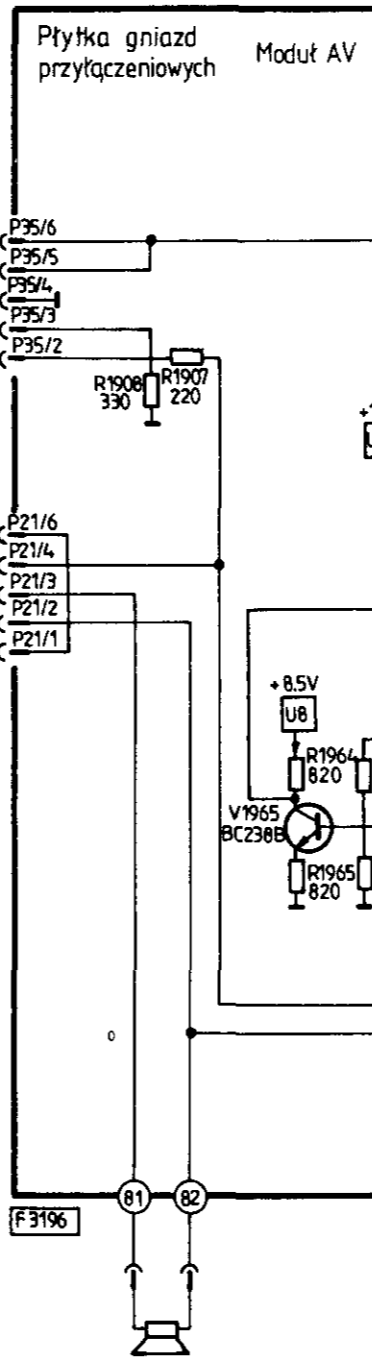 Płytka gniazd
przyłączeniowych
Moduł AV
P35/6
P35/5
P35/4
P35/3
P35/2
R1908
330
R1907
220
P21/6
P21/4
P21/3
P21/2
P21/1
+8.5V
U8
R1964
820
V1965
BC238B
R1965
820
81
82
F3196